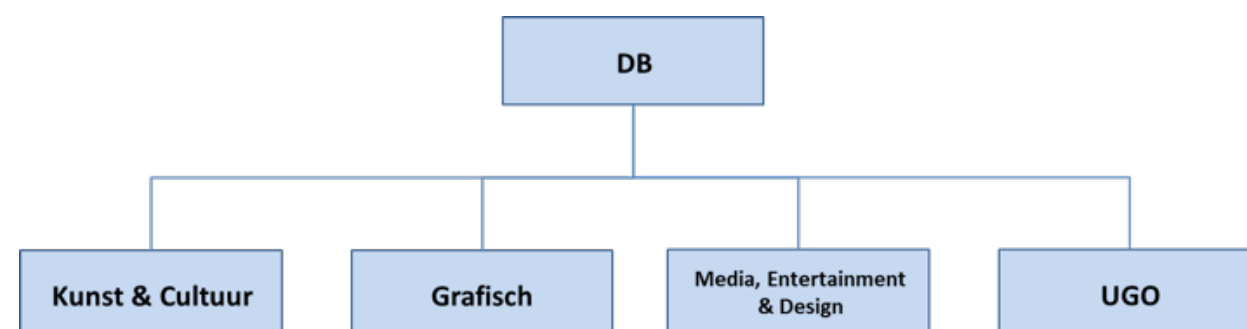 DB
Kunst & Cultuur
Grafisch
Media, Entertainment
& Design
UGO